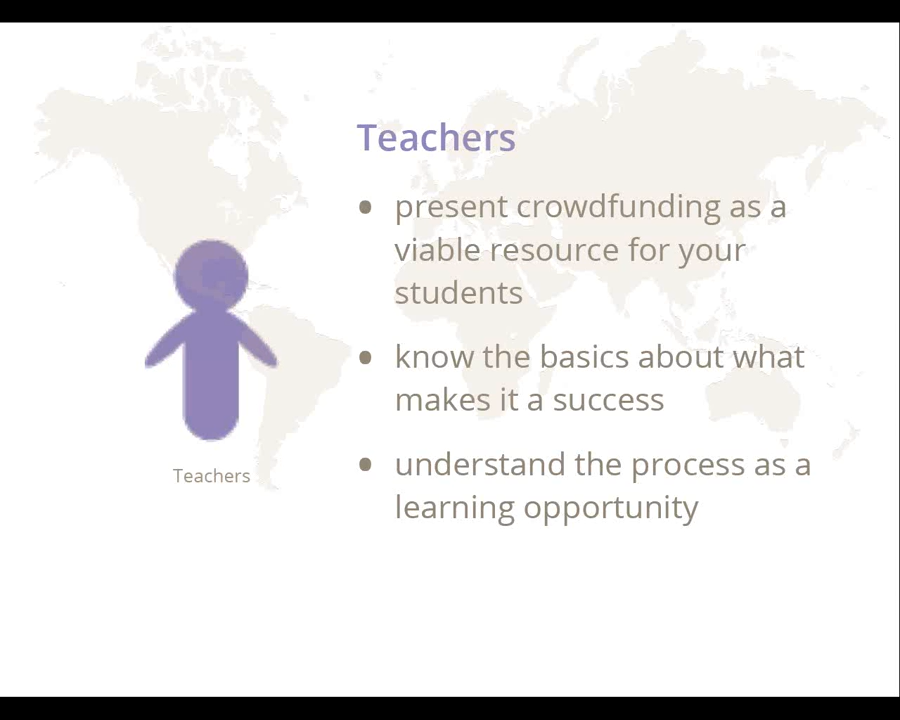 Teachers
• present crowdfunding as a
viable resource for your
students
• know the basics about what
makes it a success
• understand the process as a
learning opportunity
Teachers